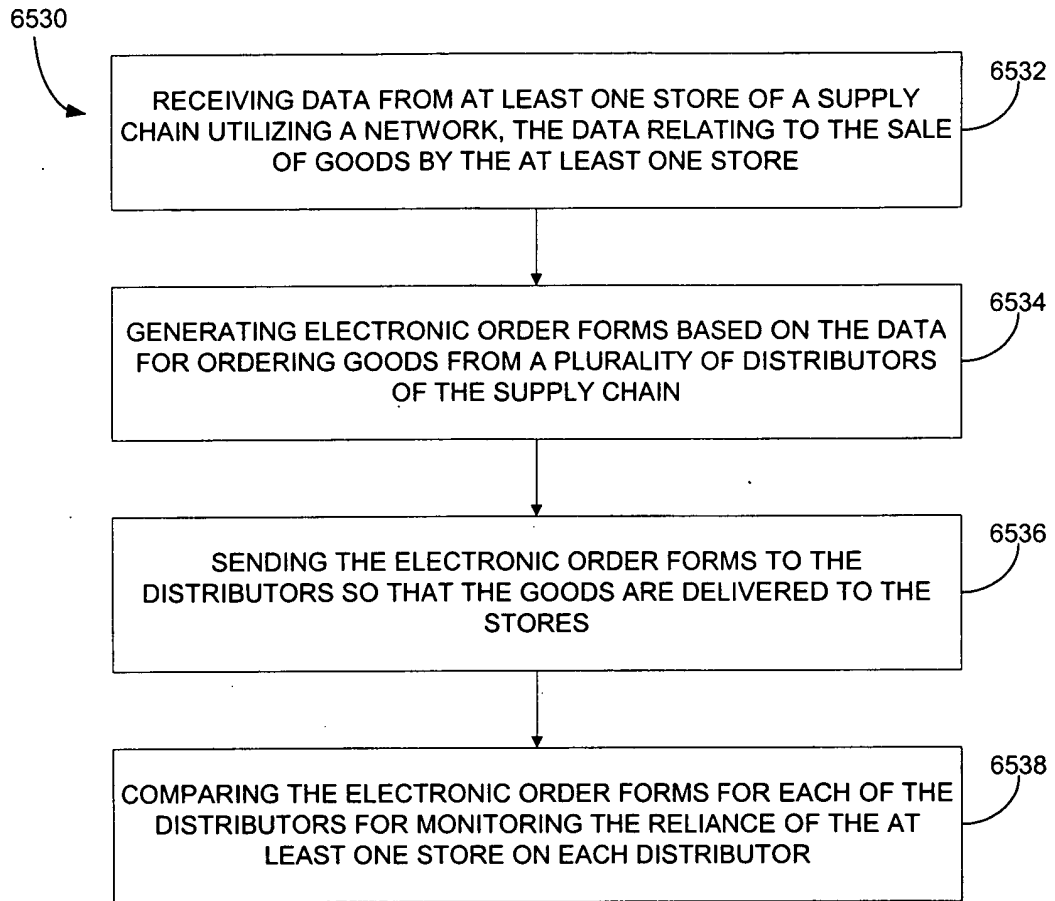 6530
6532
RECEIVING DATA FROM AT LEAST ONE STORE OF A SUPPLY
CHAIN UTILIZING A NETWORK, THE DATA RELATING TO THE SALE
OF GOODS BY THE AT LEAST ONE STORE
6534
GENERATING ELECTRONIC ORDER FORMS BASED ON THE DATA
FOR ORDERING GOODS FROM A PLURALITY OF DISTRIBUTORS
OF THE SUPPLY CHAIN
6536
SENDING THE ELECTRONIC ORDER FORMS TO THE
DISTRIBUTORS SO THAT THE GOODS ARE DELIVERED TO THE
STORES
6538
COMPARING THE ELECTRONIC ORDER FORMS FOR EACH OF THE
DISTRIBUTORS FOR MONITORING THE RELIANCE OF THE AT
LEAST ONE STORE ON EACH DISTRIBUTOR